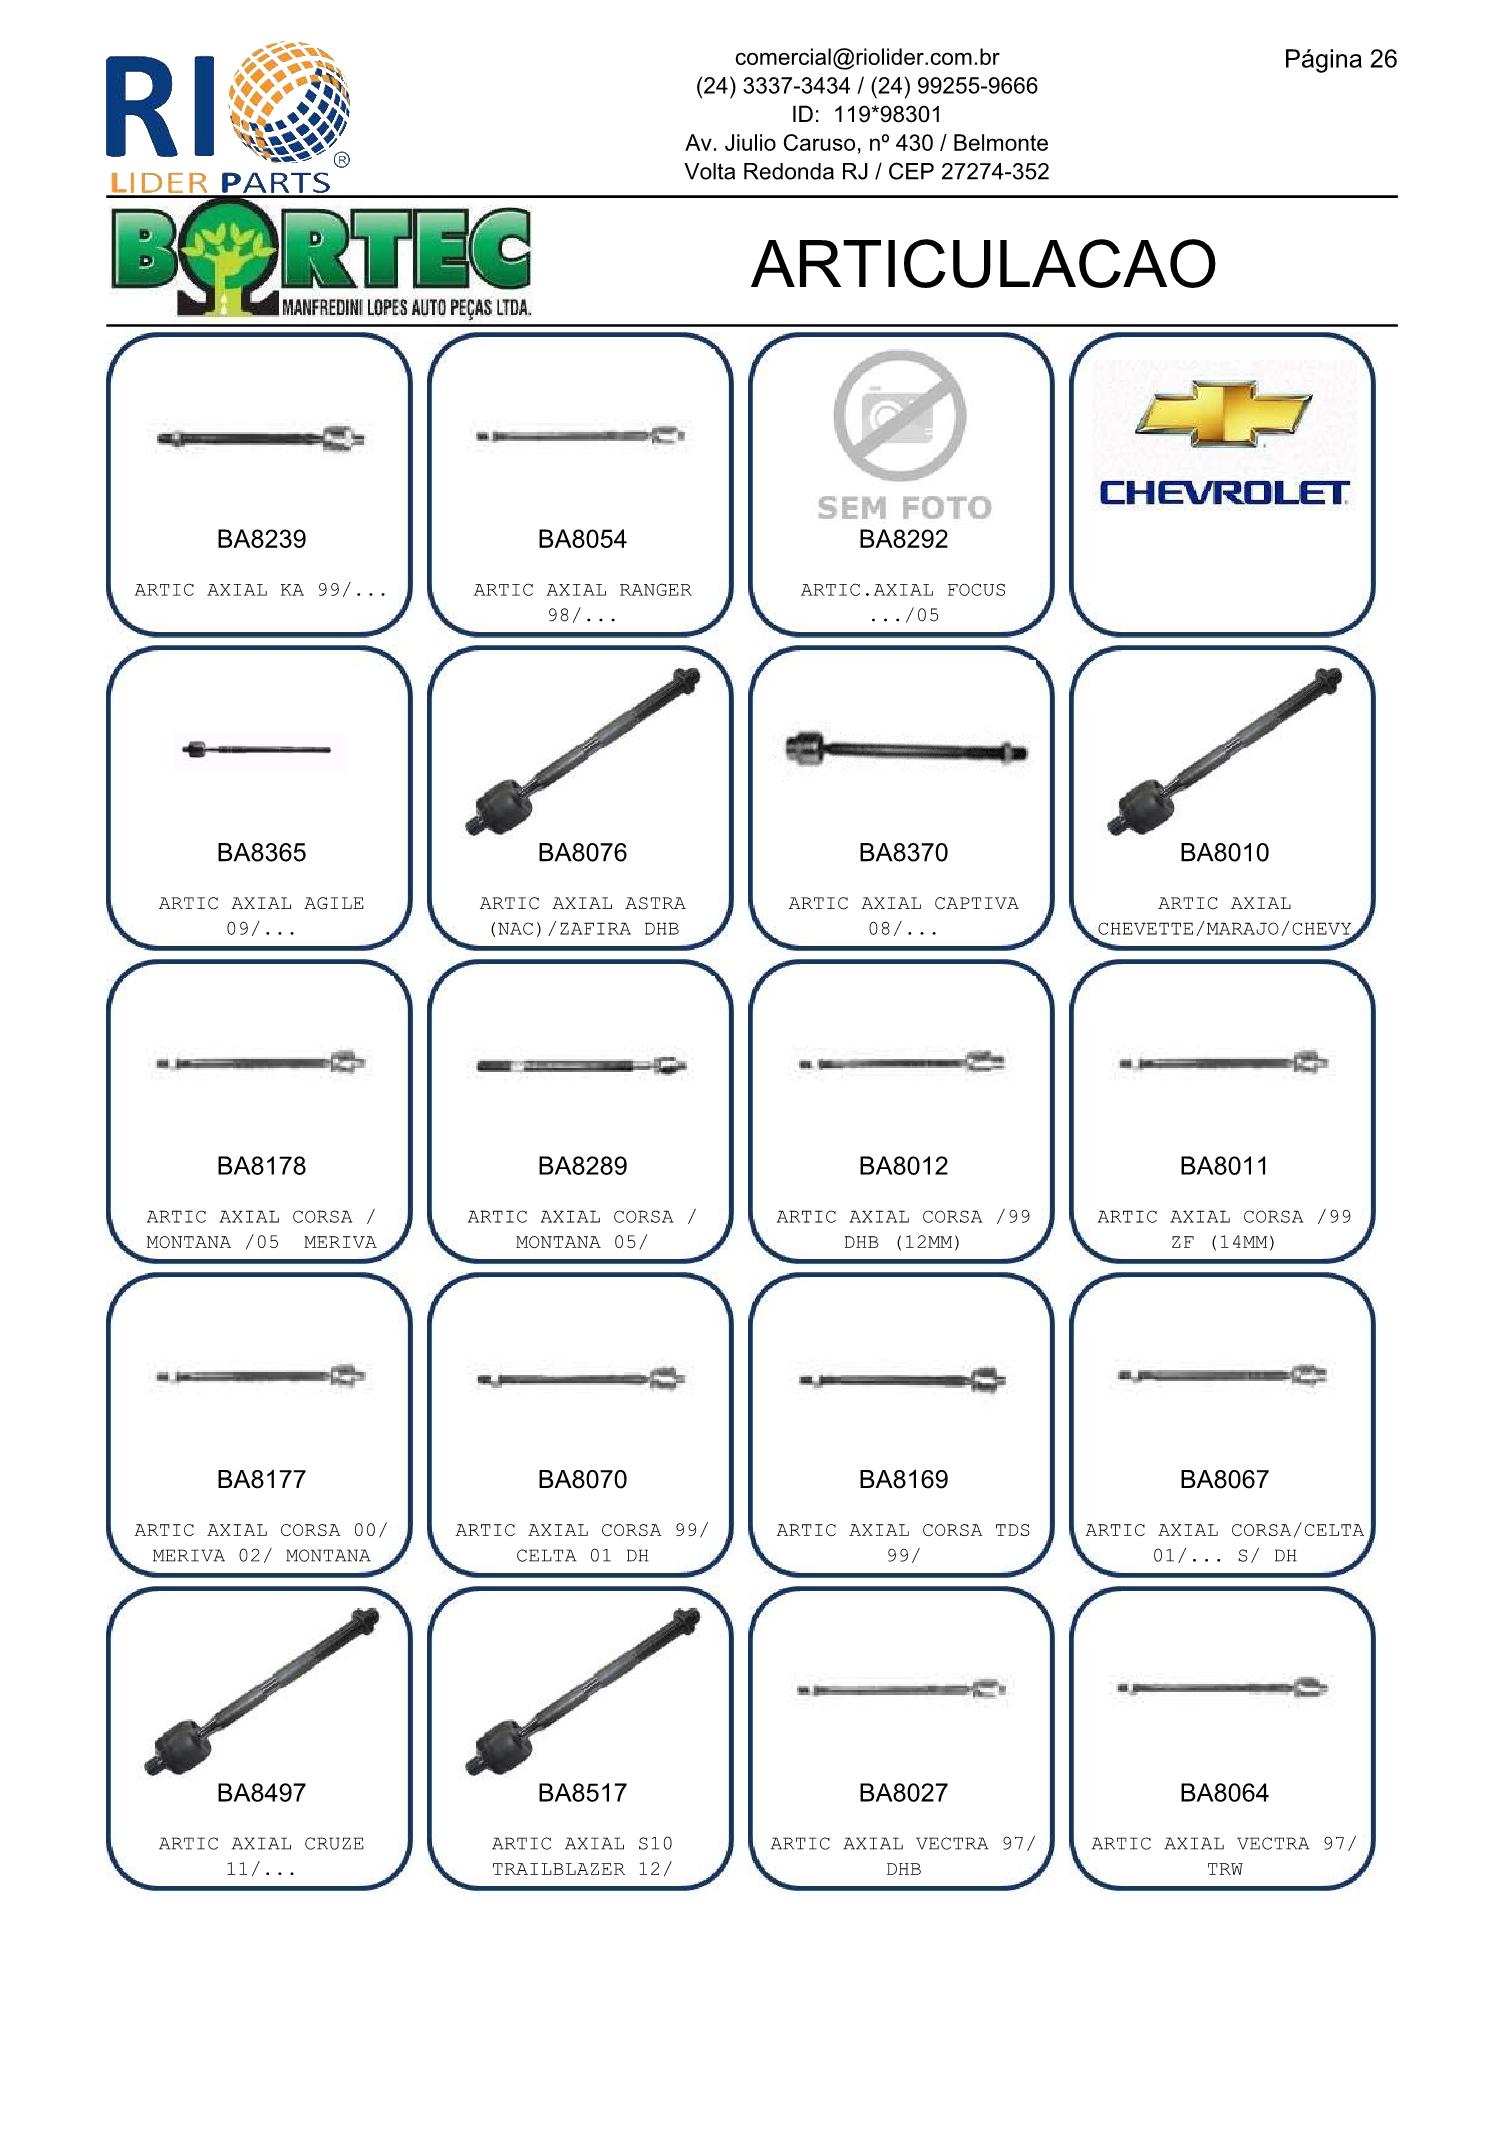 RIO
LIDER PARTS
®
comercial@riolider.com.br
(24) 3337-3434 / (24) 99255-9666
ID:  119*98301
Av. Jiulio Caruso, nº 430 / Belmonte
Volta Redonda RJ / CEP 27274-352
Página 26
BORTEC
MANFREDINI LOPES AUTO PEÇAS LTDA.
ARTICULACAO
BA8239
ARTIC AXIAL KA 99/...
BA8054
ARTIC AXIAL RANGER
98/...
SEM FOTO
BA8292
ARTIC.AXIAL FOCUS
.../05
CHEVROLET
BA8365
ARTIC AXIAL AGILE
09/...
BA8076
ARTIC AXIAL ASTRA
(NAC)/ZAFIRA DHB
BA8370
ARTIC AXIAL CAPTIVA
08/...
BA8010
ARTIC AXIAL
CHEVETTE/MARAJO/CHEVY
BA8178
ARTIC AXIAL CORSA /
MONTANA /05  MERIVA
BA8289
ARTIC AXIAL CORSA /
MONTANA 05/
BA8012
ARTIC AXIAL CORSA /99
DHB (12MM)
BA8011
ARTIC AXIAL CORSA /99
ZF (14MM)
BA8177
ARTIC AXIAL CORSA 00/
MERIVA 02/ MONTANA
BA8070
ARTIC AXIAL CORSA 99/
CELTA 01 DH
BA8169
ARTIC AXIAL CORSA TDS
99/
BA8067
ARTIC AXIAL CORSA/CELTA
01/... S/ DH
BA8497
ARTIC AXIAL CRUZE
11/...
BA8517
ARTIC AXIAL S10
TRAILBLAZER 12/
BA8027
ARTIC AXIAL VECTRA 97/
DHB
BA8064
ARTIC AXIAL VECTRA 97/
TRW